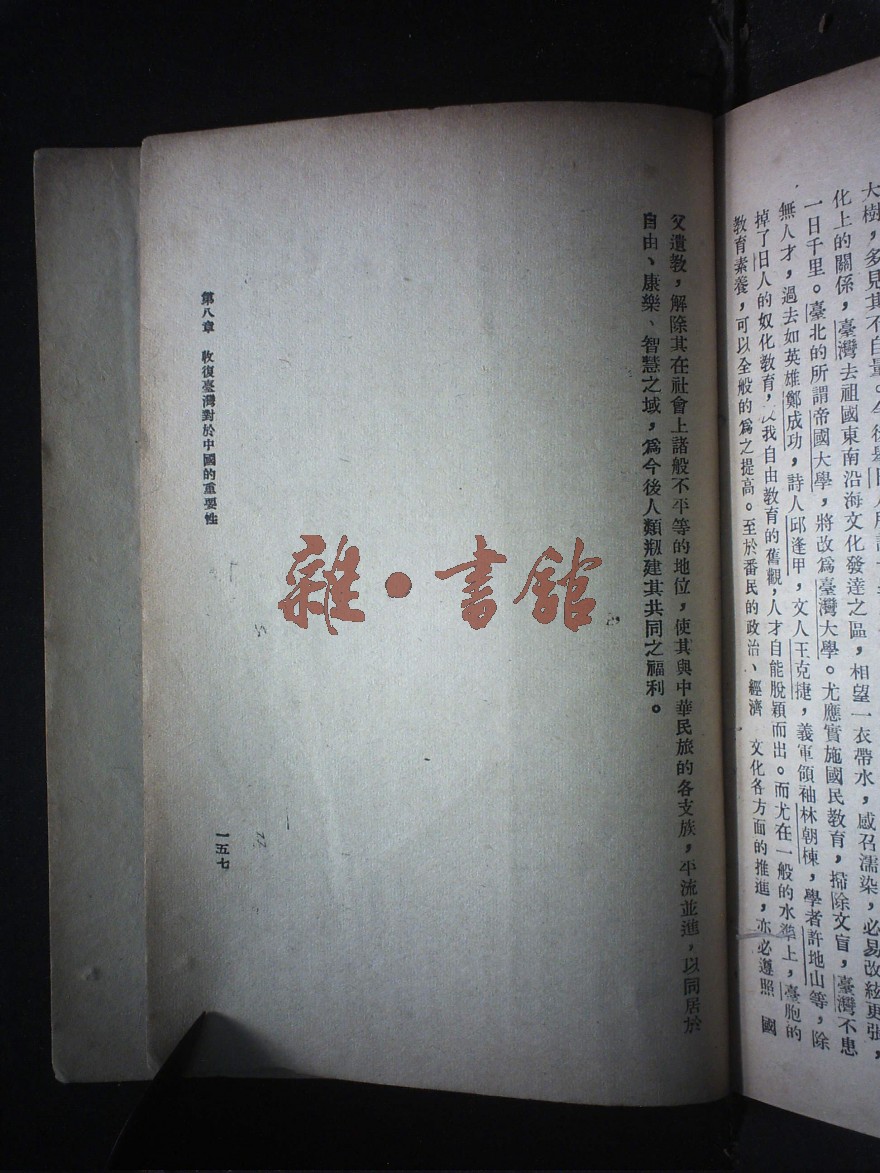 大樹，多見其不自量。今後
化上的關係，臺灣去祖國東南沿海文化發達之區，相望一衣帶水，感召濡染，必易改絃更張，
一日千里。臺北的所謂帝國大學，將改爲臺灣大學。尤應實施國民教育，掃除文盲，臺灣不患
無人才，過去如英雄鄭成功，詩人邱逢甲，文人王克捷，義軍領袖林朝棟，學者許地山等，除
掉了日人的奴化教育，我自由教育的舊觀，人才自能脫穎而出。而尤在一般的水準上，臺胞的
教育素養，可以全般的爲之提高。至於番民的政治、經濟　文化各方面的推進，亦必遵照　國
父遺教，解除其在社會上諸般不平等的地位，使其與中華民旅的各支族，平流並進，以同居於
自由、康樂、智慧之域，爲今後人類剏建其共同之福利。
第八章　收復臺灣對於中國的重要性
一五七
雜·書館